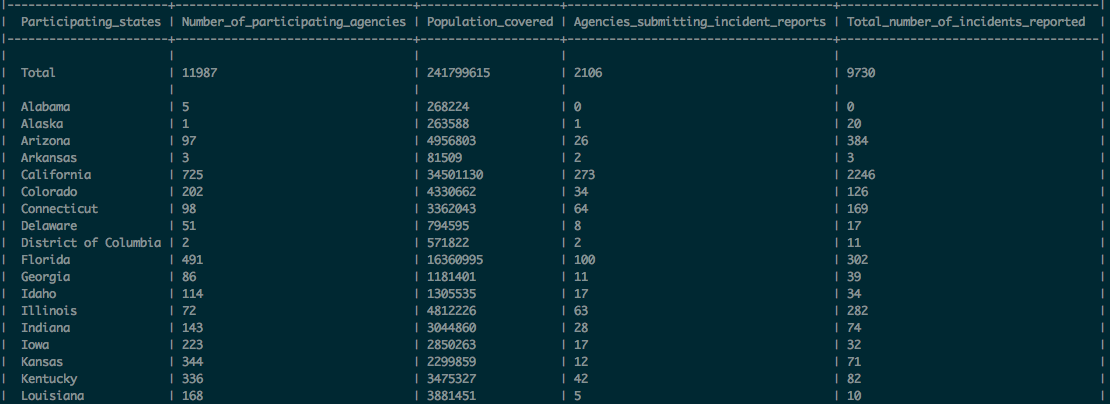 Participating_states | Number_of_participating_agencies | Population_covered | Agencies_submitting_incident_reports | Total_number_of_incidents_reported
Total | 11987 | 241799615 | 2106 | 9730
Alabama | 5 | 268224 | 0 | 0
Alaska | 1 | 263588 | 1 | 20
Arizona | 97 | 4956803 | 26 | 384
Arkansas | 3 | 81509 | 2 | 3
California | 725 | 34501130 | 273 | 2246
Colorado | 202 | 4330662 | 34 | 126
Connecticut | 98 | 3362043 | 64 | 169
Delaware | 51 | 794595 | 8 | 17
District of Columbia | 2 | 571822 | 2 | 11
Florida | 491 | 16360995 | 100 | 302
Georgia | 86 | 1181401 | 11 | 39
Idaho | 114 | 1305535 | 17 | 34
Illinois | 72 | 4812226 | 63 | 282
Indiana | 143 | 3044860 | 28 | 74
Iowa | 223 | 2850263 | 17 | 32
Kansas | 344 | 2299859 | 12 | 71
Kentucky | 336 | 3475327 | 42 | 82
Louisiana | 168 | 3881451 | 5 | 10